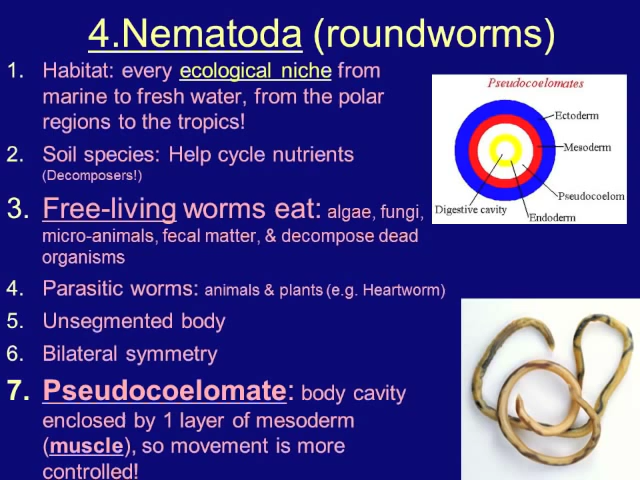 4.Nematoda (roundworms)
1. Habitat: every ecological niche from
marine to fresh water, from the polar
regions to the tropics!
2. Soil species: Help cycle nutrients
(Decomposers!)
3. Free-living worms eat: algae, fungi,
micro-animals, fecal matter, & decompose dead
organisms
4. Parasitic worms: animals & plants (e.g. Heartworm)
5. Unsegmented body
6. Bilateral symmetry
7. Pseudocoelomate: body cavity
enclosed by 1 layer of mesoderm
(muscle), so movement is more
controlled!
Pseudocoelomates
Ectoderm
Mesoderm
Pseudocoelom
Digestive cavity
Endoderm